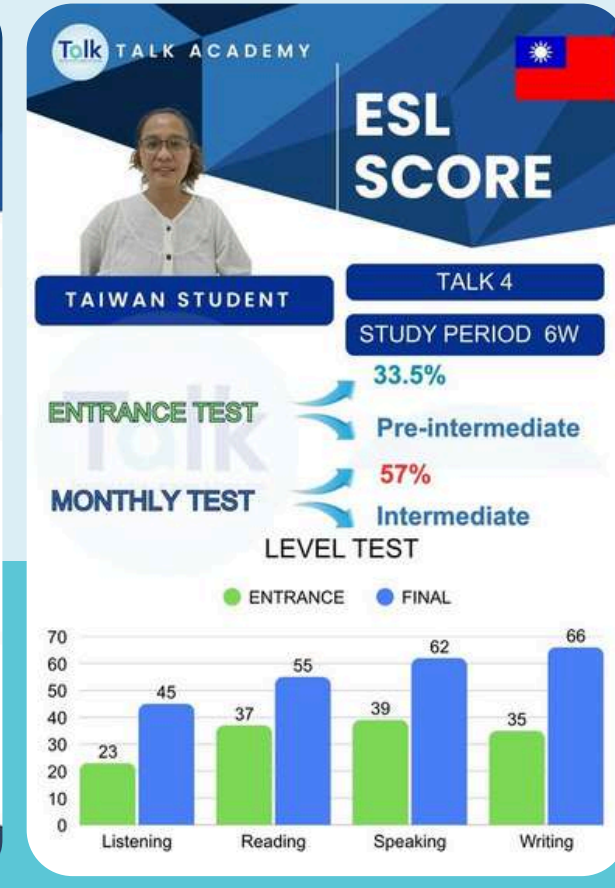 Talk TALK ACADEMY
ESL
SCORE
TAIWAN STUDENT
TALK 4
STUDY PERIOD 6W
ENTRANCE TEST
33.5%
Pre-intermediate
MONTHLY TEST
57%
Intermediate
LEVEL TEST
ENTRANCE FINAL
70
60
50
40
30
20
10
0
23 45 37 55 39 62 35 66
Listening Reading Speaking Writing
Talk